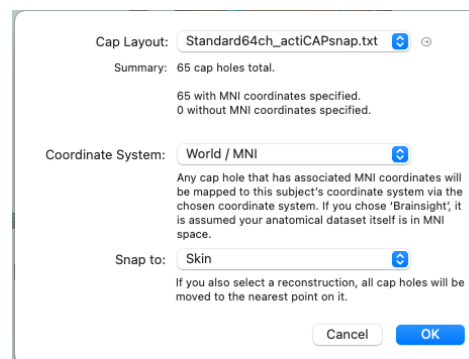 Cap Layout: Standard64ch_actiCAPsnap.txt
Summary: 65 cap holes total.
65 with MNI coordinates specified.
0 without MNI coordinates specified.
Coordinate System: World / MNI
Any cap hole that has associated MNI coordinates will
be mapped to this subject's coordinate system via the
chosen coordinate system. If you chose 'Brainsight', it
is assumed your anatomical dataset itself is in MNI
space.
Snap to: Skin
If you also select a reconstruction, all cap holes will be
moved to the nearest point on it.
Cancel OK